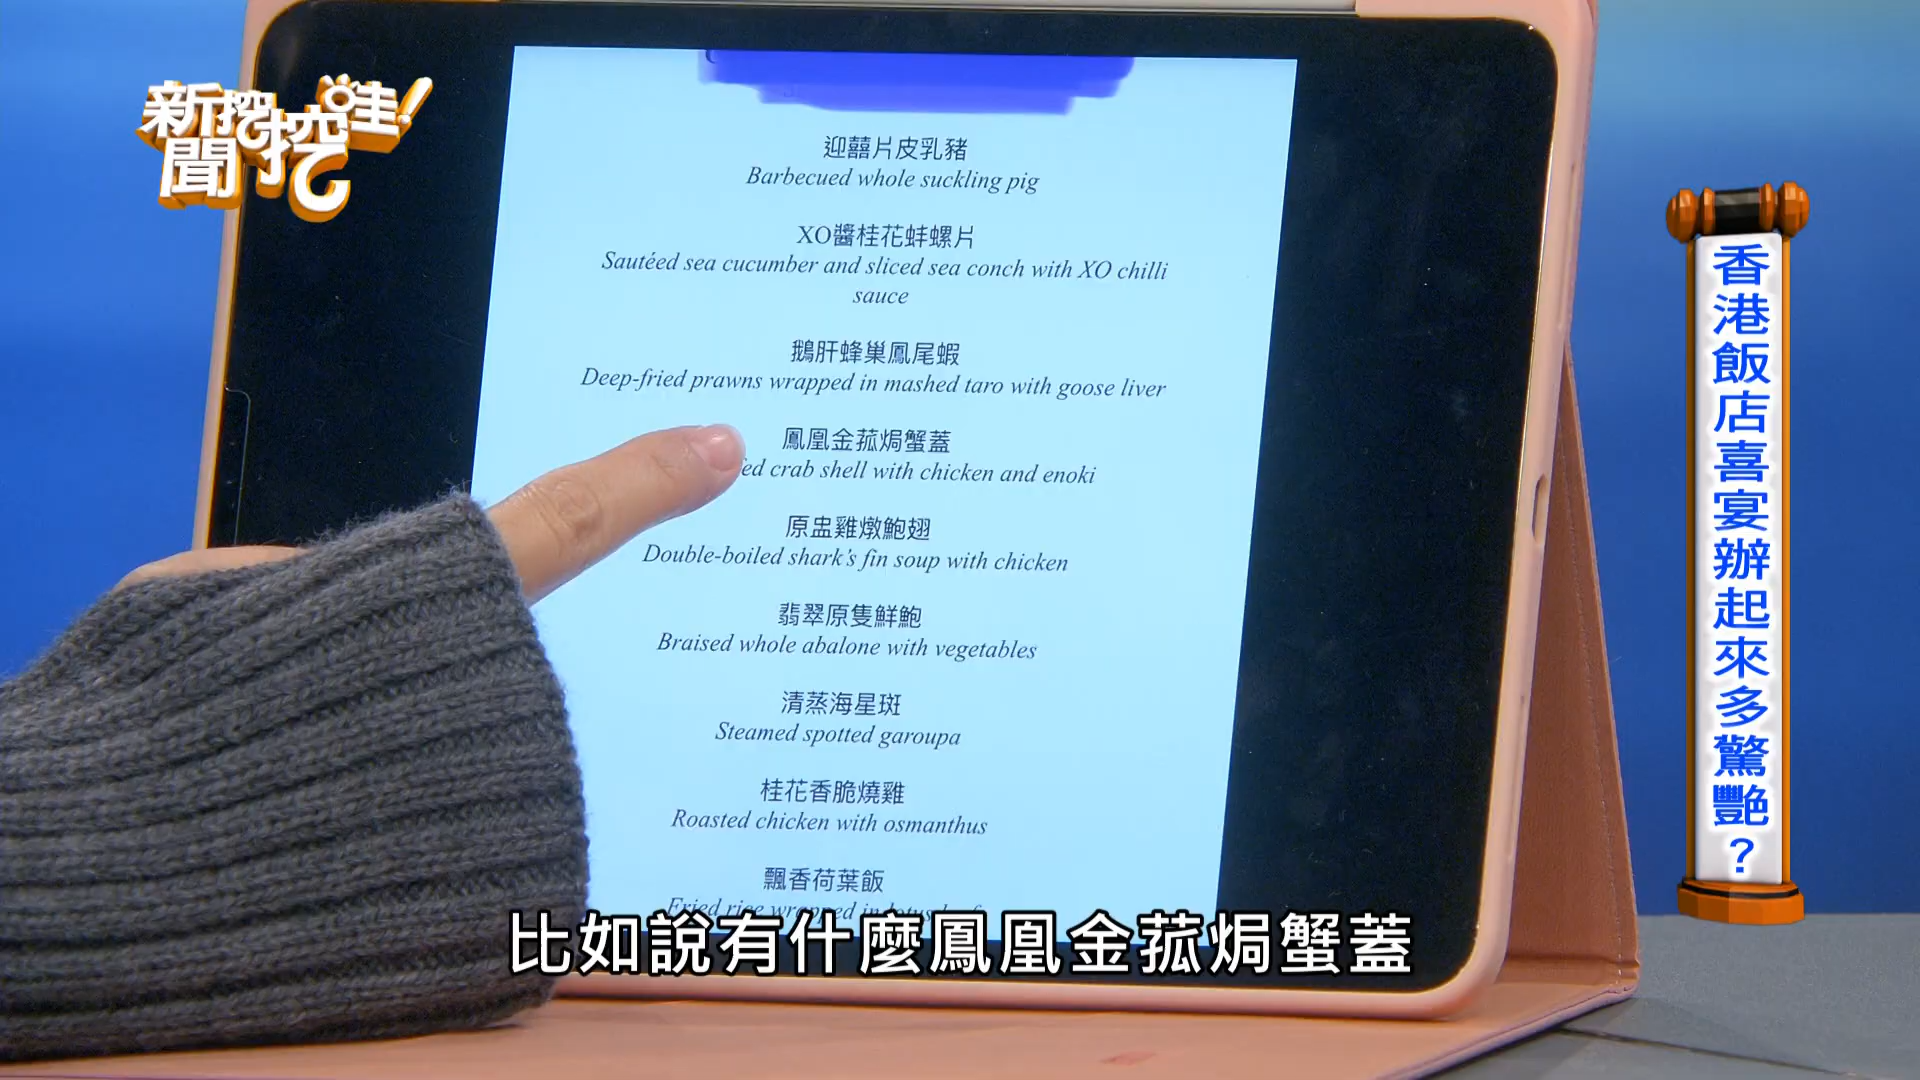 新聞挖挖哇!
迎囍片皮乳豬
Barbecued whole suckling pig
XO醬桂花蚌螺片
Sautéed sea cucumber and sliced sea conch with XO chilli
sauce
鵝肝蜂巢鳳尾蝦
Deep-fried prawns wrapped in mashed taro with goose liver
鳳凰金菰焗蟹蓋
crab shell with chicken and enoki
原盅雞燉鮑翅
Double-boiled shark's fin soup with chicken
翡翠原隻鮮鮑
Braised whole abalone with vegetables
清蒸海星斑
Steamed spotted garoupa
桂花香脆燒雞
Roasted chicken with osmanthus
飄香荷葉飯
Fried rice wrapped in lotus
比如說有什麼鳳凰金菰焗蟹蓋
香港飯店喜宴辦起來多驚艷?